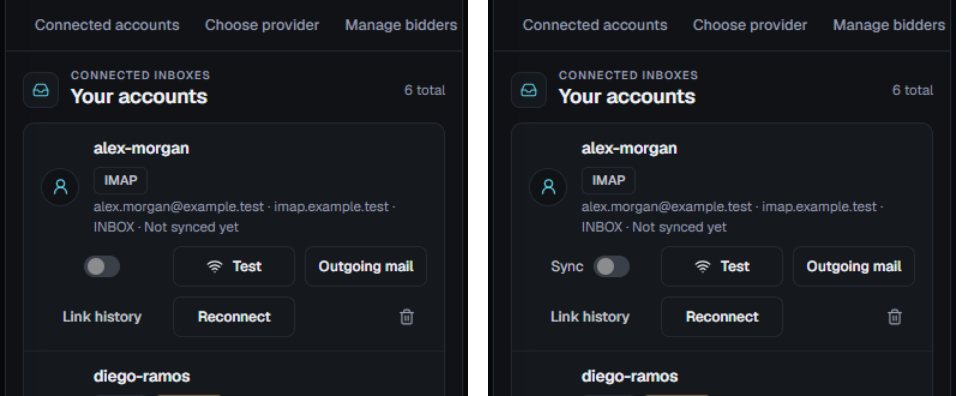 Connected accounts Choose provider Manage bidders
CONNECTED INBOXES
Your accounts
6 total
alex-morgan
IMAP
alex.morgan@example.test · imap.example.test ·
INBOX · Not synced yet
Test Outgoing mail
Link history Reconnect
diego-ramos
Connected accounts Choose provider Manage bidders
CONNECTED INBOXES
Your accounts
6 total
alex-morgan
IMAP
alex.morgan@example.test · imap.example.test ·
INBOX · Not synced yet
Sync Test Outgoing mail
Link history Reconnect
diego-ramos